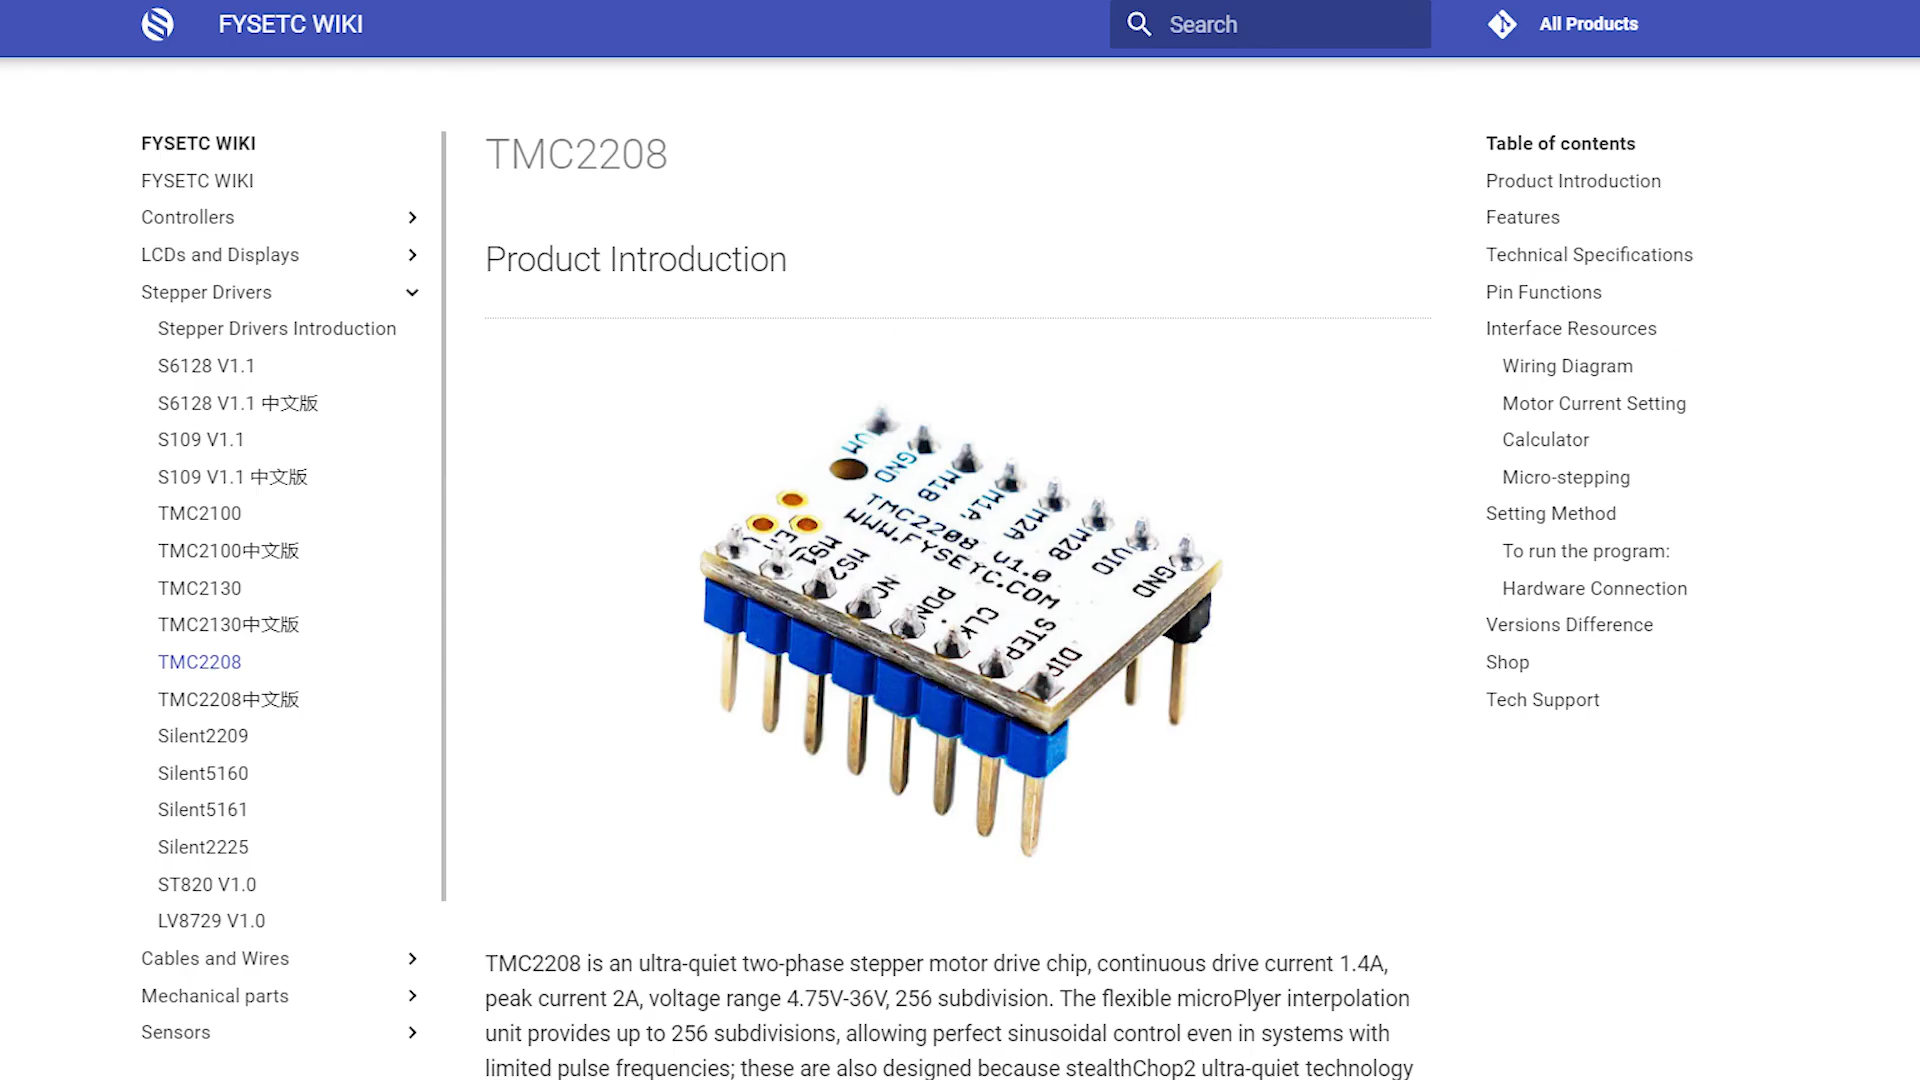 FYSETC WIKI
Search
All Products
FYSETC WIKI
FYSETC WIKI
Controllers
LCDs and Displays
Stepper Drivers
Stepper Drivers Introduction
S6128 V1.1
S6128 V1.1 中文版
S109 V1.1
S109 V1.1 中文版
TMC2100
TMC2100中文版
TMC2130
TMC2130中文版
TMC2208
TMC2208中文版
Silent2209
Silent5160
Silent5161
Silent2225
ST820 V1.0
LV8729 V1.0
Cables and Wires
Mechanical parts
Sensors
TMC2208
Product Introduction
VM
GND
M1B
M1A
M2A
M2B
VIO
GND
TMC2208 V1.0
WWW.FYSETC.COM
MS1
MS2
NC
PDN
CLK
STEP
DIR
TMC2208 is an ultra-quiet two-phase stepper motor drive chip, continuous drive current 1.4A,
peak current 2A, voltage range 4.75V-36V, 256 subdivision. The flexible microPlyer interpolation
unit provides up to 256 subdivisions, allowing perfect sinusoidal control even in systems with
limited pulse frequencies; these are also designed because stealthChop2 ultra-quiet technology
Table of contents
Product Introduction
Features
Technical Specifications
Pin Functions
Interface Resources
Wiring Diagram
Motor Current Setting
Calculator
Micro-stepping
Setting Method
To run the program:
Hardware Connection
Versions Difference
Shop
Tech Support